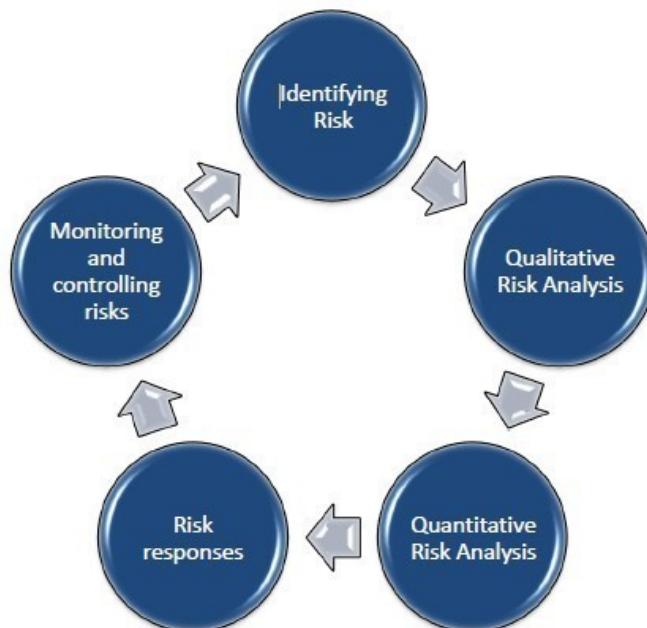 Identifying
Risk
Qualitative
Risk Analysis
Quantitative
Risk Analysis
Risk
responses
Monitoring
and
controlling
risks